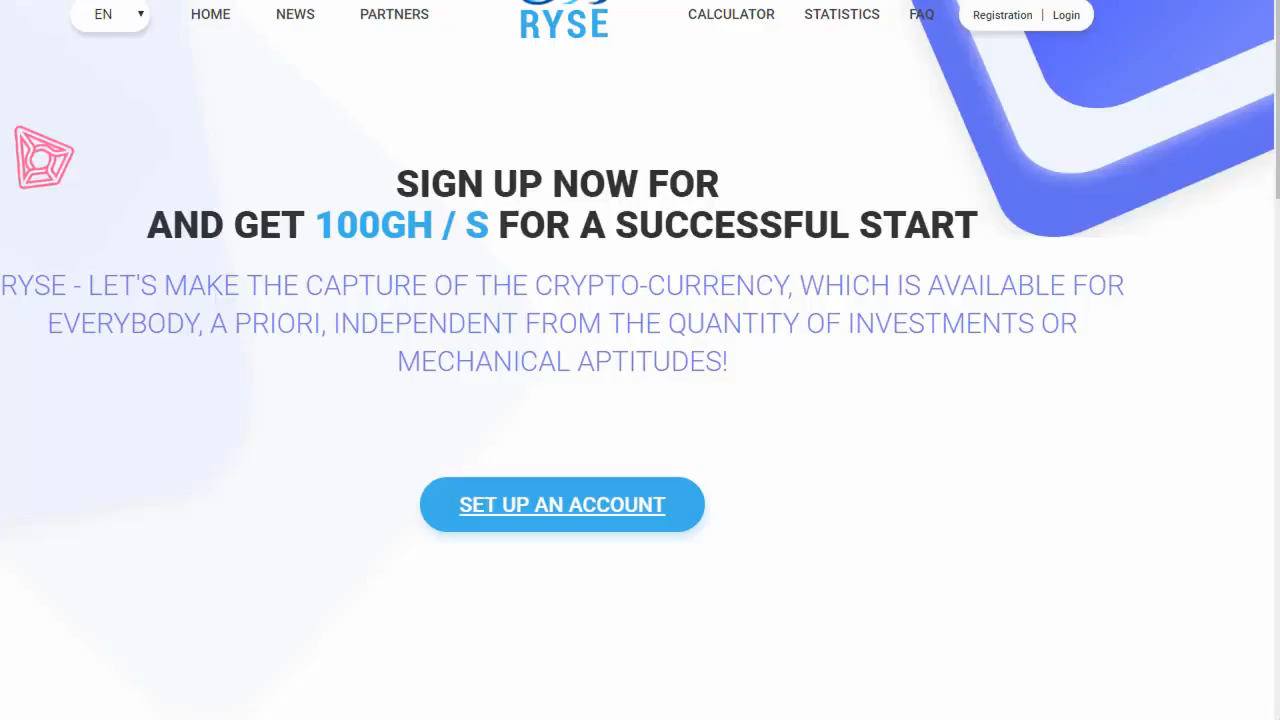 EN ▼ HOME NEWS PARTNERS RYSE CALCULATOR STATISTICS FAQ Registration | Login
SIGN UP NOW FOR
AND GET 100GH / S FOR A SUCCESSFUL START
RYSE - LET'S MAKE THE CAPTURE OF THE CRYPTO-CURRENCY, WHICH IS AVAILABLE FOR
EVERYBODY, A PRIORI, INDEPENDENT FROM THE QUANTITY OF INVESTMENTS OR
MECHANICAL APTITUDES!
SET UP AN ACCOUNT